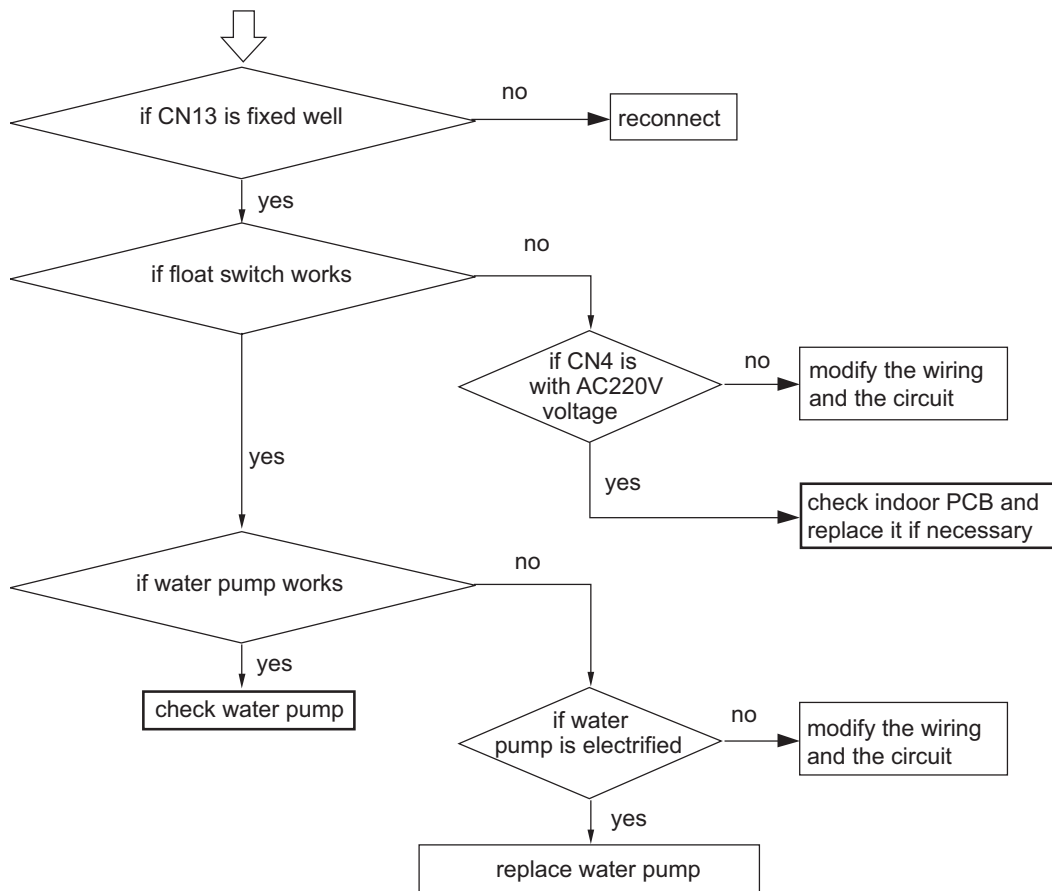 if CN13 is fixed well
no
reconnect
yes
if float switch works
no
if CN4 is
with AC220V
voltage
no
modify the wiring
and the circuit
yes
yes
check indoor PCB and
replace it if necessary
if water pump works
no
yes
check water pump
if water
pump is electrified
no
modify the wiring
and the circuit
yes
replace water pump